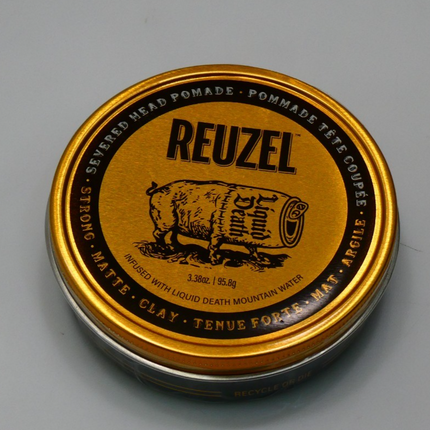 SEVERED HEAD POMADE · POMMADE TÊTE COUPÉE
REUZEL™
Liquid
Death
3.38oz. | 95.8g
INFUSED WITH LIQUID DEATH MOUNTAIN WATER
STRONG · MATTE · CLAY · TENUE FORTE · MAT · ARGILE